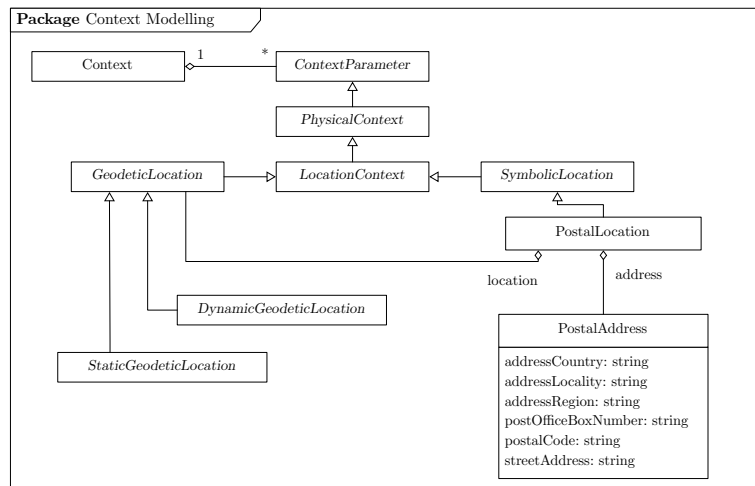 Package Context Modelling
Context
1
*
ContextParameter
PhysicalContext
GeodeticLocation
LocationContext
SymbolicLocation
PostalLocation
location
address
DynamicGeodeticLocation
PostalAddress
StaticGeodeticLocation
addressCountry: string
addressLocality: string
addressRegion: string
postOfficeBoxNumber: string
postalCode: string
streetAddress: string